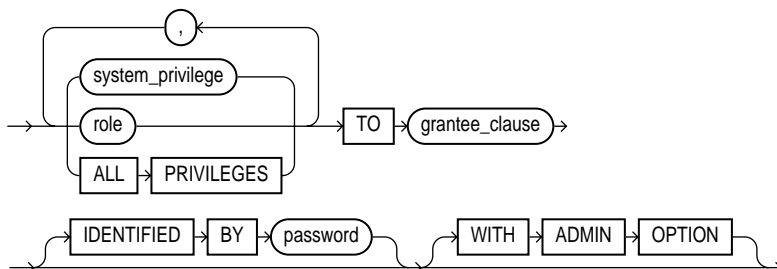 ,
system_privilege
role TO grantee_clause
ALL PRIVILEGES
IDENTIFIED BY password WITH ADMIN OPTION